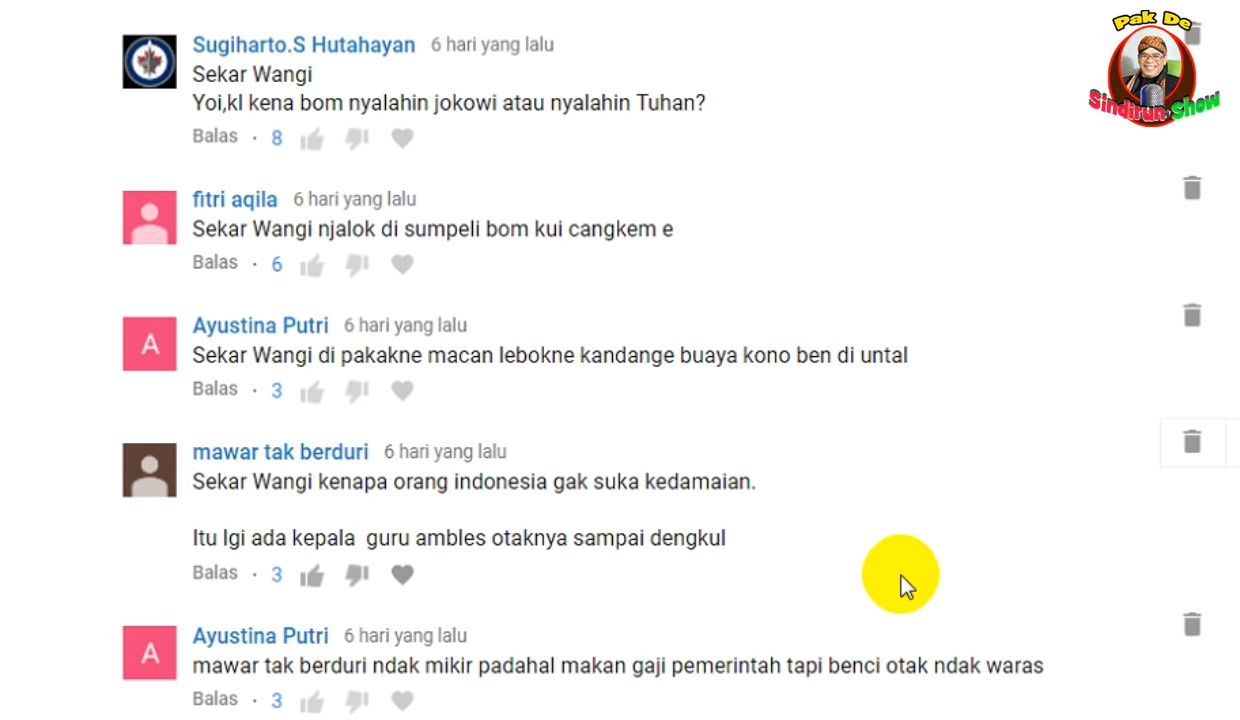 Pak De
Sindirun Show
Sugiharto.S Hutahayan 6 hari yang lalu
Sekar Wangi
Yoi,kl kena bom nyalahin jokowi atau nyalahin Tuhan?
Balas · 8
fitri aqila 6 hari yang lalu
Sekar Wangi njalok di sumpeli bom kui cangkem e
Balas · 6
A
Ayustina Putri 6 hari yang lalu
Sekar Wangi di pakakne macan lebokne kandange buaya kono ben di untal
Balas · 3
mawar tak berduri 6 hari yang lalu
Sekar Wangi kenapa orang indonesia gak suka kedamaian.
Itu lgi ada kepala  guru ambles otaknya sampai dengkul
Balas · 3
A
Ayustina Putri 6 hari yang lalu
mawar tak berduri ndak mikir padahal makan gaji pemerintah tapi benci otak ndak waras
Balas · 3